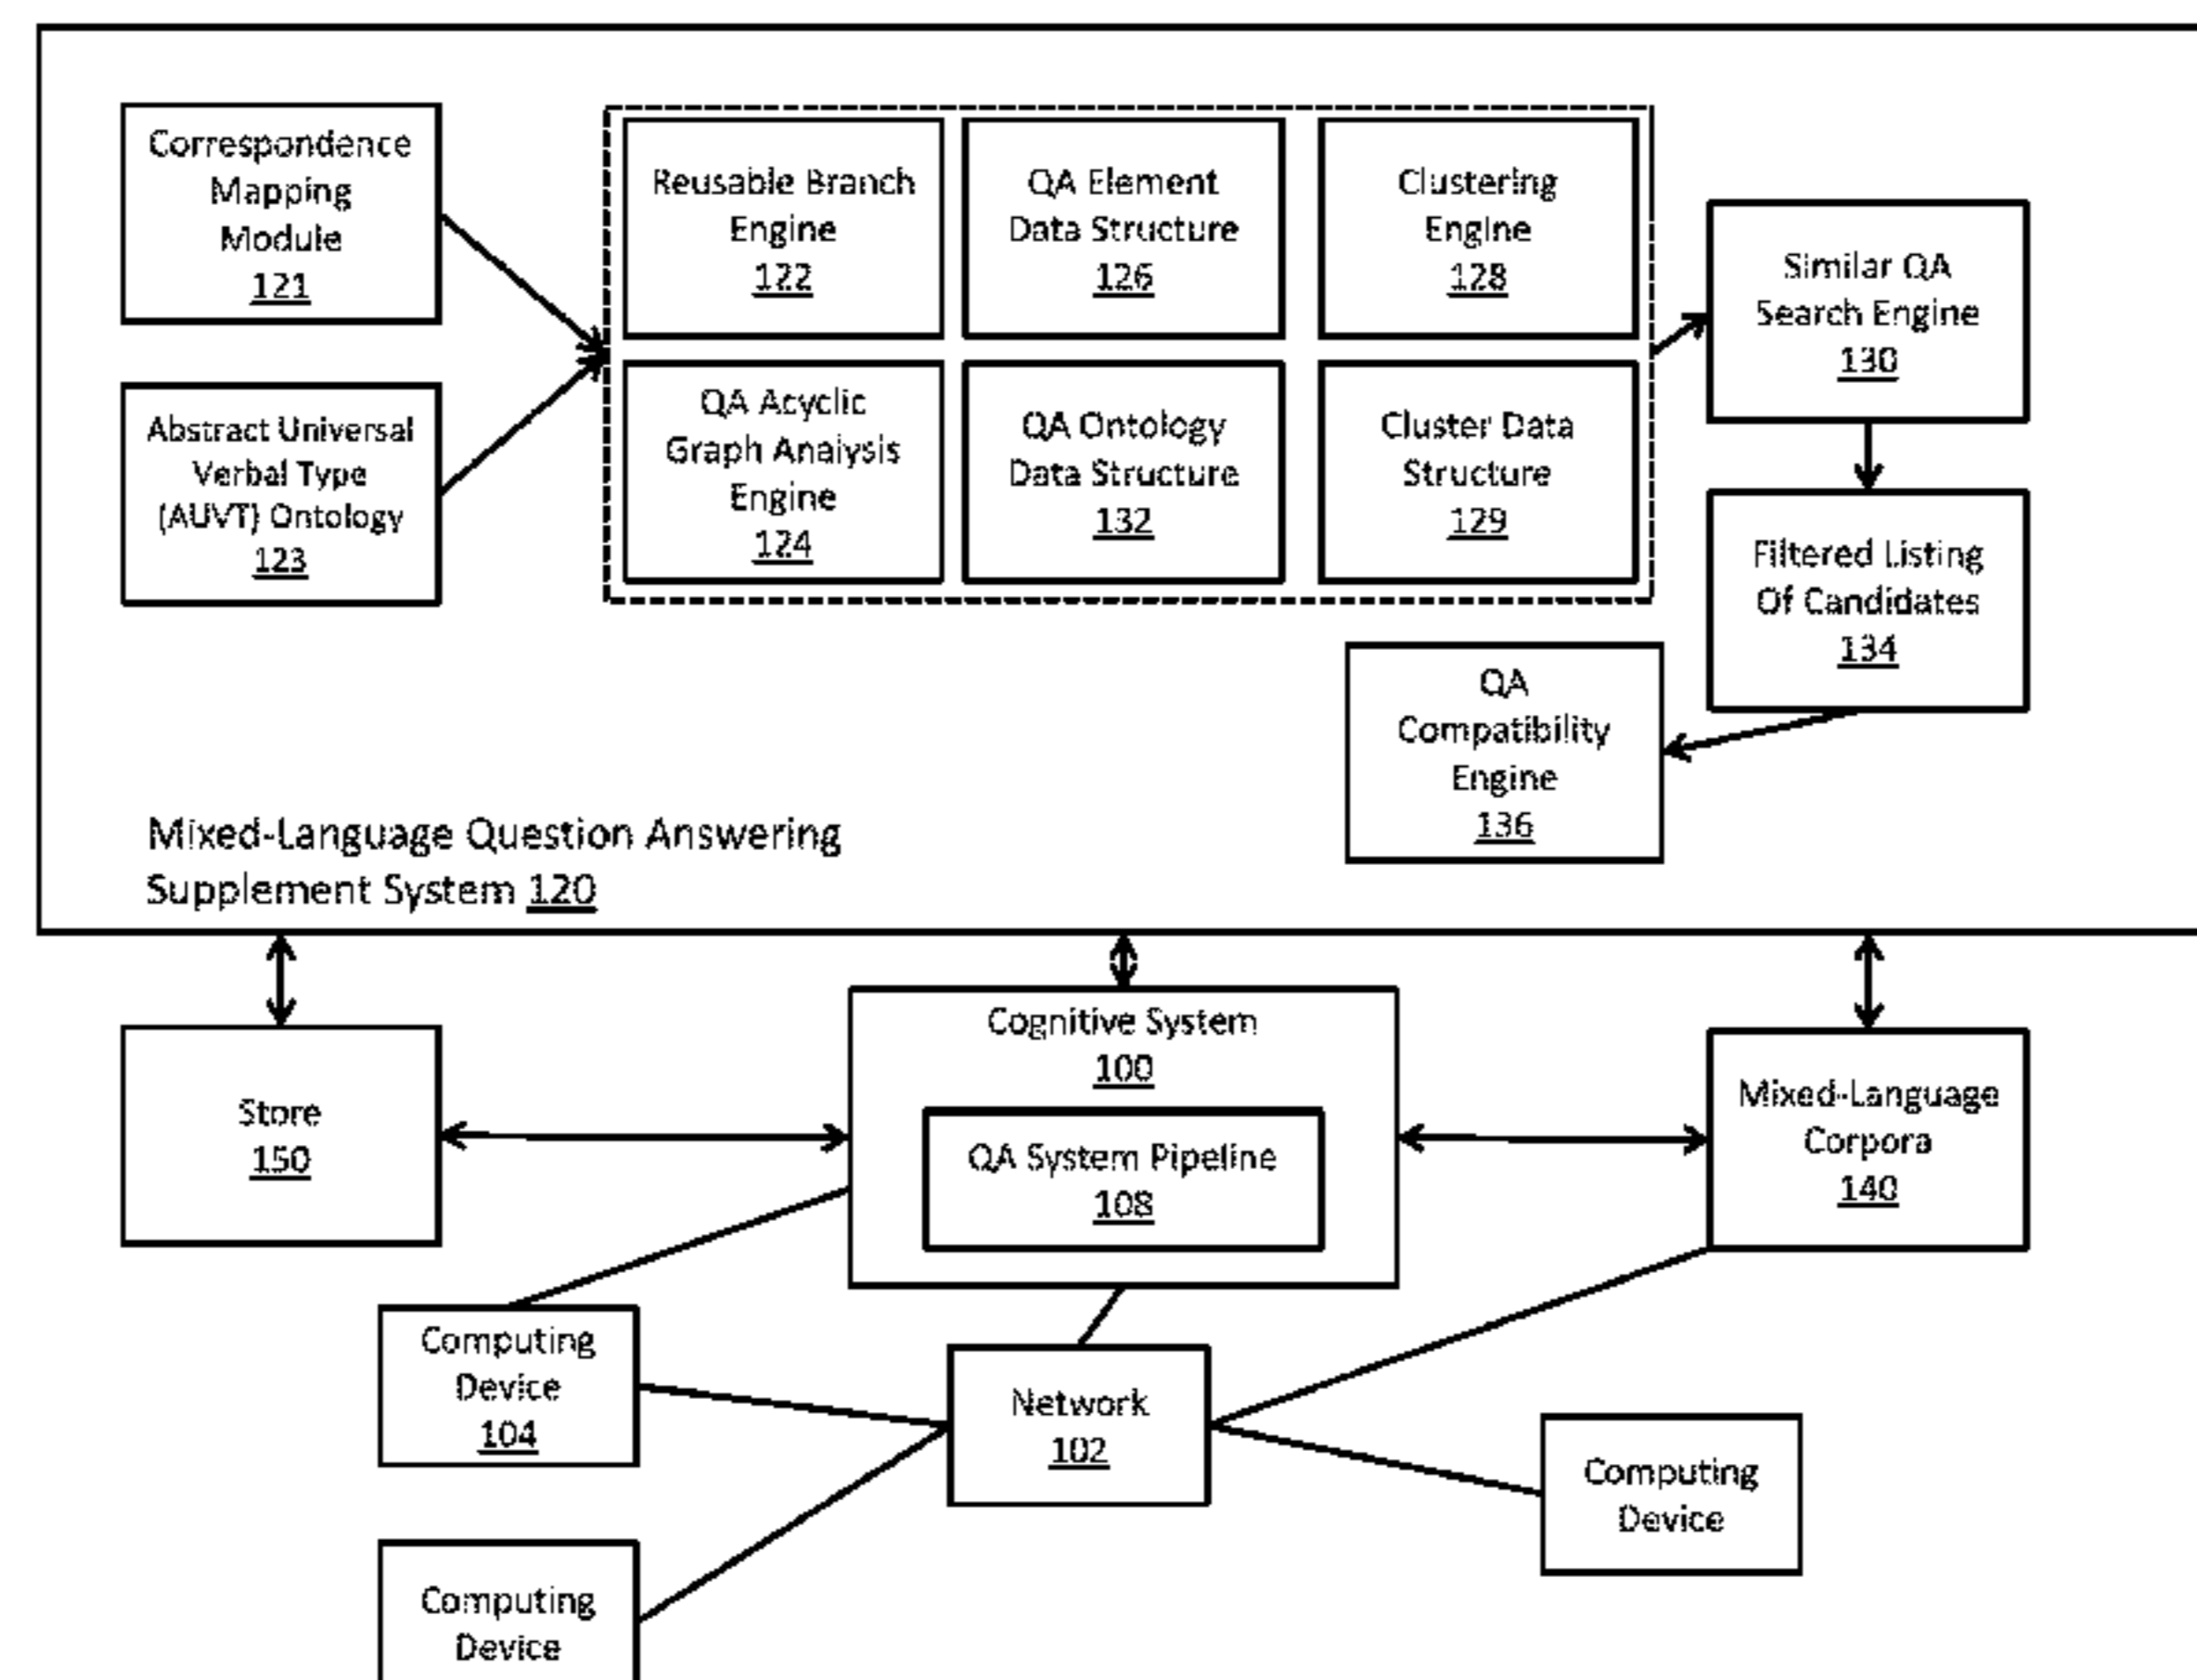 Correspondence
Mapping
Module
121
Abstract Universal
Verbal Type
(AUVT) Ontology
123
Reusable Branch
Engine
122
QA Element
Data Structure
126
Clustering
Engine
128
QA Acyclic
Graph Analysis
Engine
124
QA Ontology
Data Structure
132
Cluster Data
Structure
129
Similar QA
Search Engine
130
Filtered Listing
Of Candidates
134
QA
Compatibility
Engine
136
Mixed-Language Question Answering
Supplement System 120
Store
150
Cognitive System
100
QA System Pipeline
108
Mixed-Language
Corpora
140
Computing
Device
104
Network
102
Computing
Device
Computing
Device